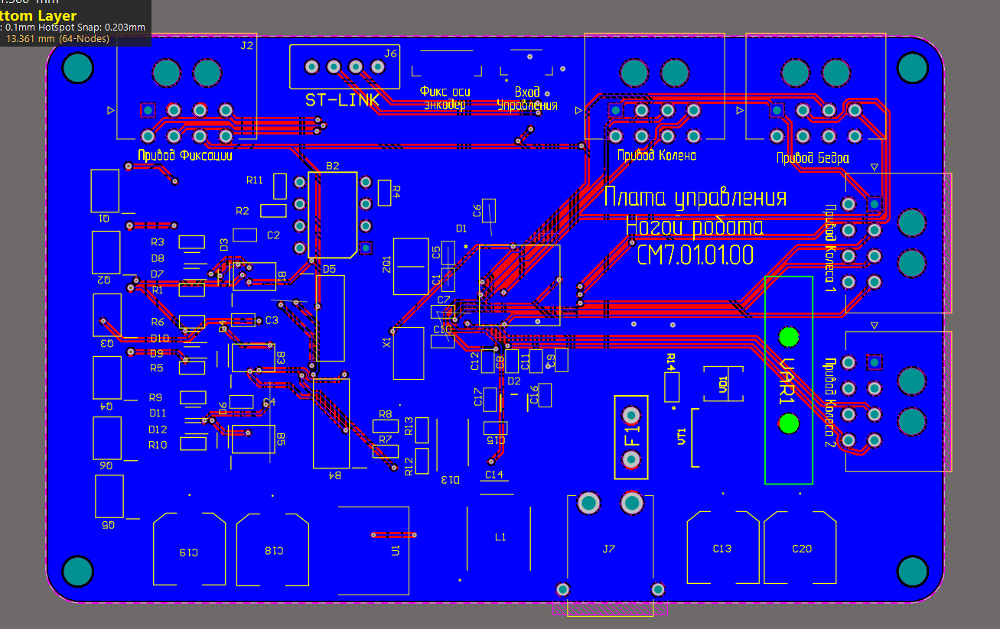 ttom Layer
: 0.1mm Hotspot Snap: 0.203mm
13.361 mm (64-Nodes)
J2
J6
ST-LINK
Фикс оси
энкодер
Вход
Управления
Привод Фиксации
Привод Колена
Привод Бедра
B2
R11
R4
R2
C2
C6
D1
Плата управления
Ногой робота
СМ7.01.01.00
Привод Колеса 1
Q1
R3
D3
D8
D7
B1
D5
ZQ1
C5
C1
Q2
R1
C7
R6
D4
C3
D10
C10
X1
Q3
D9
B3
R5
C12
C8
C11
C9
R14
VD1
VAR1
Привод Колеса 2
D2
R9
D6
C4
C17
C16
Q4
D11
D12
R8
R13
F1
VT1
R10
B5
R7
C15
Q6
R12
B4
D13
C14
Q5
C19
C18
U1
L1
J7
C13
C20